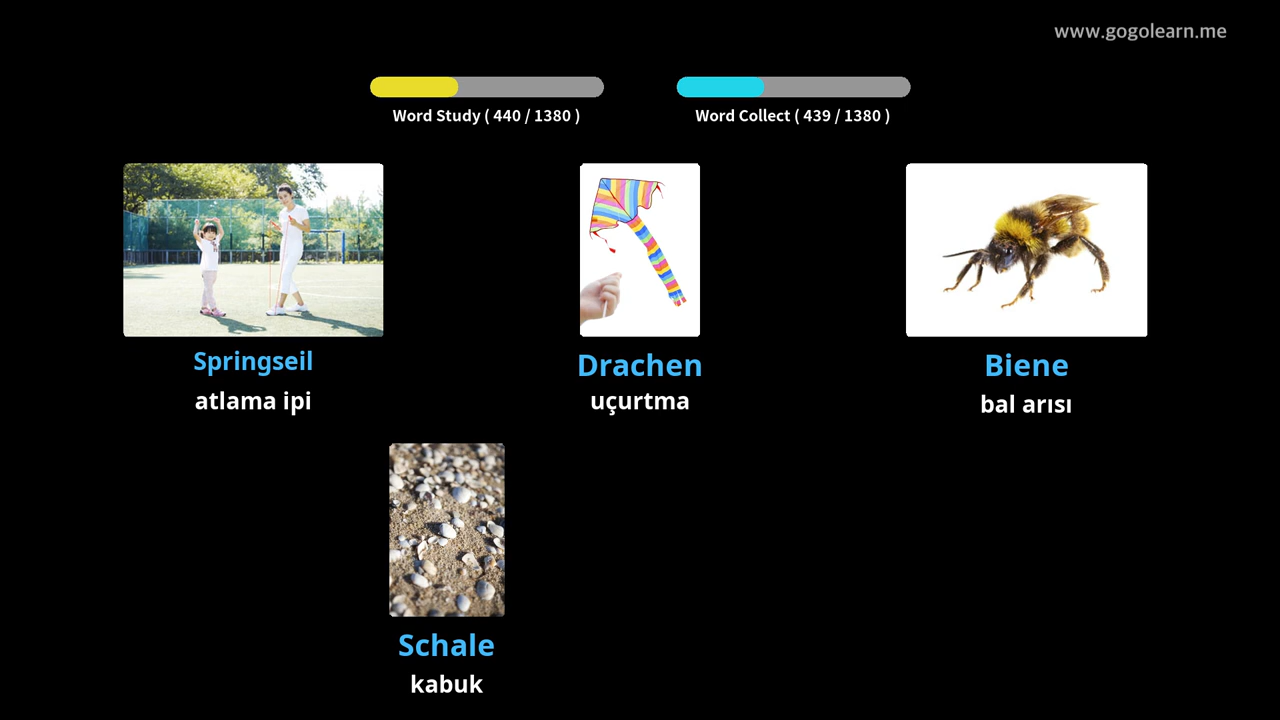 www.gogolearn.me
Word Study ( 440 / 1380 )
Word Collect ( 439 / 1380 )
Springseil
atlama ipi
Drachen
uçurtma
Biene
bal arısı
Schale
kabuk